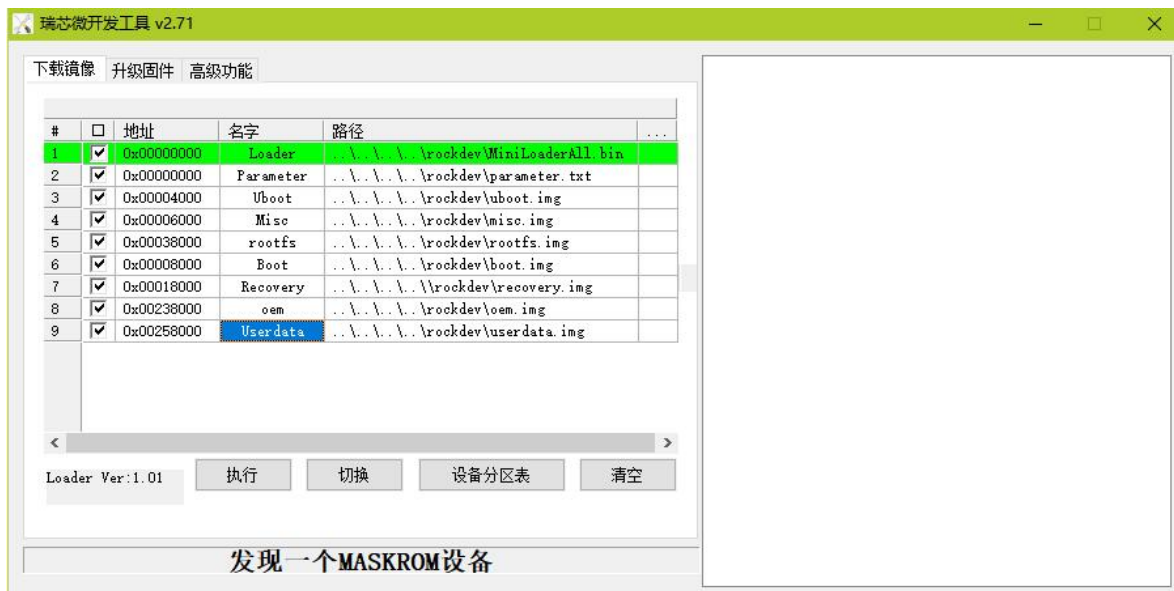 瑞芯微开发工具 v2.71
下载镜像 升级固件 高级功能
# 地址 名字 路径 ...
1 0x00000000 Loader ..\..\..\..\rockdev\MiniLoaderAll.bin
2 0x00000000 Parameter ..\..\..\..\rockdev\parameter.txt
3 0x00004000 Uboot ..\..\..\..\rockdev\uboot.img
4 0x00006000 Misc ..\..\..\..\rockdev\misc.img
5 0x00038000 rootfs ..\..\..\..\rockdev\rootfs.img
6 0x00008000 Boot ..\..\..\..\rockdev\boot.img
7 0x00018000 Recovery ..\..\..\..\\rockdev\recovery.img
8 0x00238000 oem ..\..\..\..\rockdev\oem.img
9 0x00258000 Userdata ..\..\..\..\rockdev\userdata.img
Loader Ver:1.01 执行 切换 设备分区表 清空
发现一个MASKROM设备